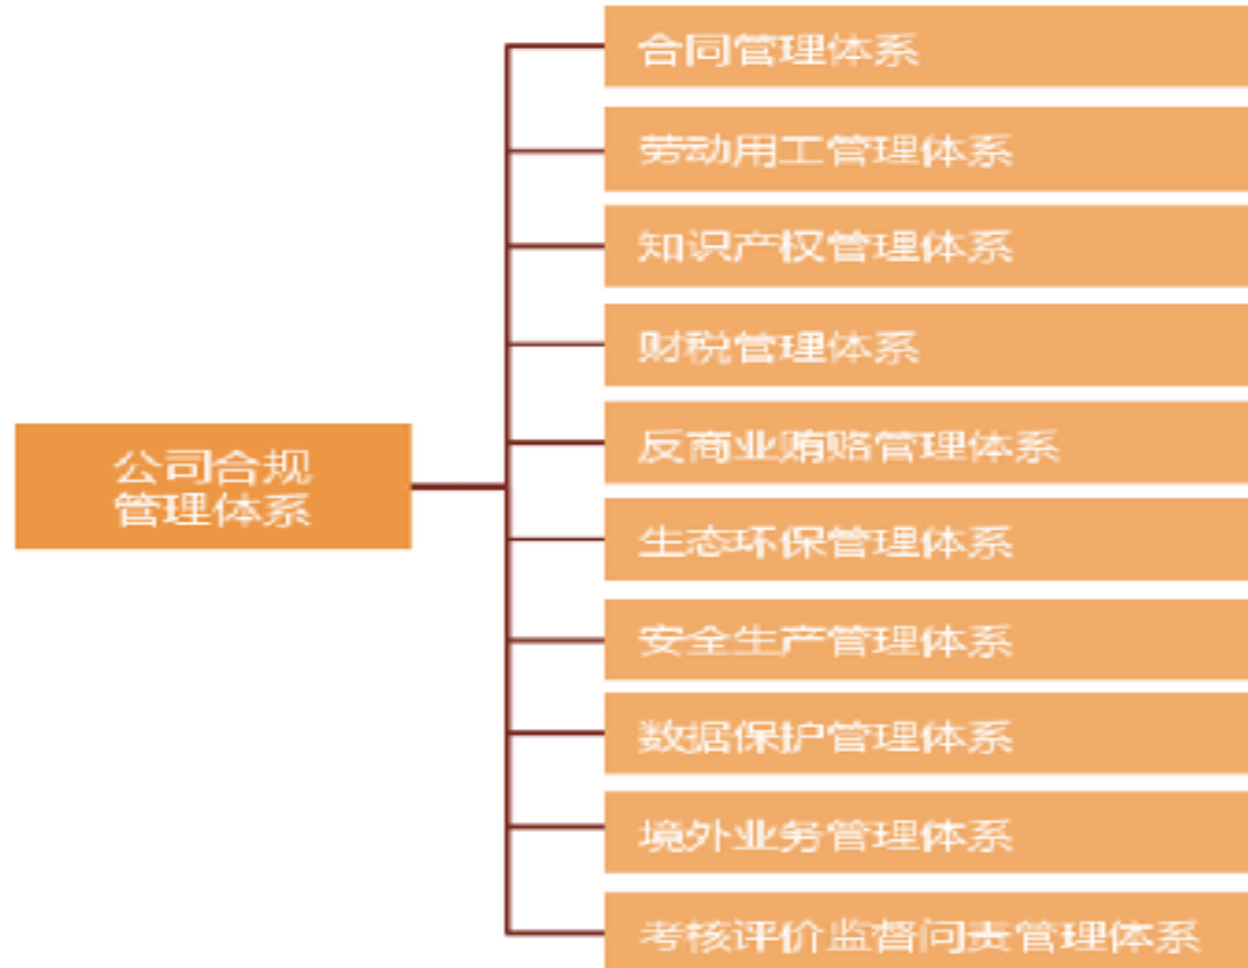 合同管理体系
劳动用工管理体系
知识产权管理体系
财税管理体系
反商业贿赂管理体系
公司合规
管理体系
生态环保管理体系
安全生产管理体系
数据保护管理体系
境外业务管理体系
考核评价监督问责管理体系